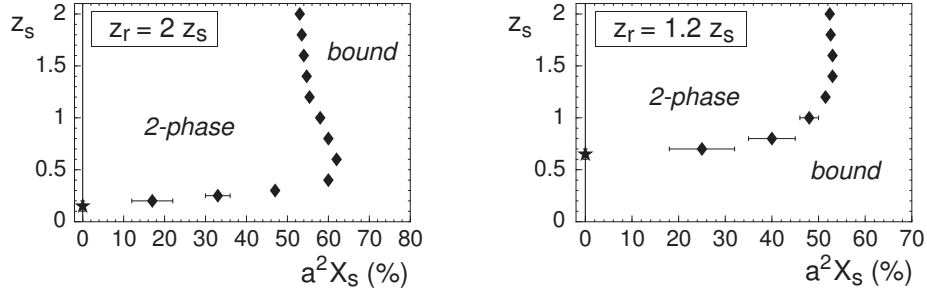 z_s
2
1.5
1
0.5
0
z_r = 2 z_s
bound
2-phase
0 10 20 30 40 50 60 70 80
a²X_s (%)
z_s
2
1.5
1
0.5
0
z_r = 1.2 z_s
2-phase
bound
0 10 20 30 40 50 60 70
a²X_s (%)